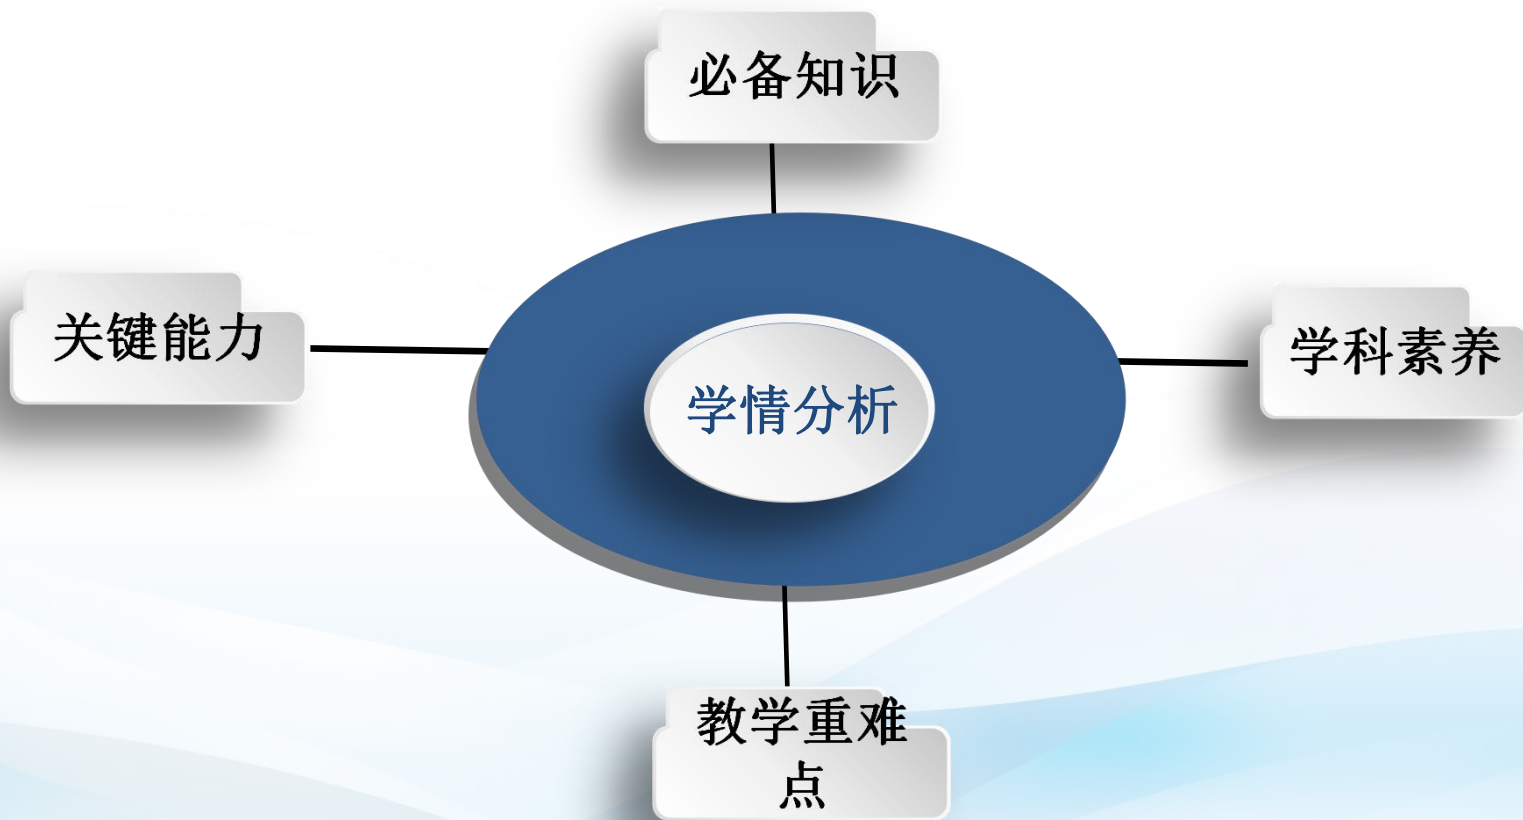 必备知识
关键能力
学科素养
学情分析
教学重难
点